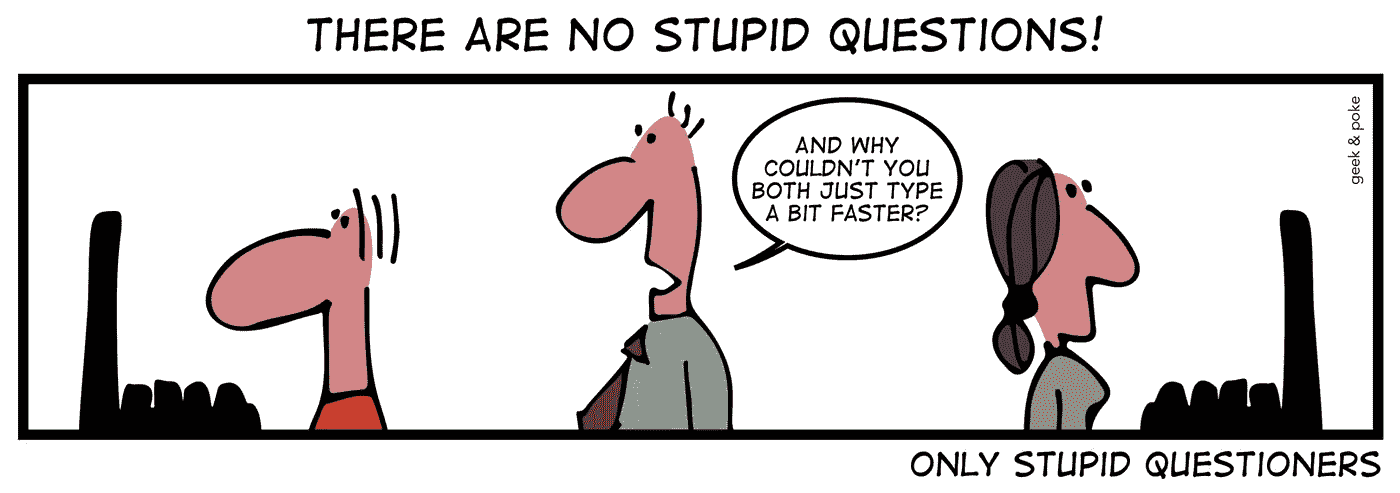 THERE ARE NO STUPID QUESTIONS!
geek & poke
AND WHY
COULDN'T YOU
BOTH JUST TYPE
A BIT FASTER?
ONLY STUPID QUESTIONERS